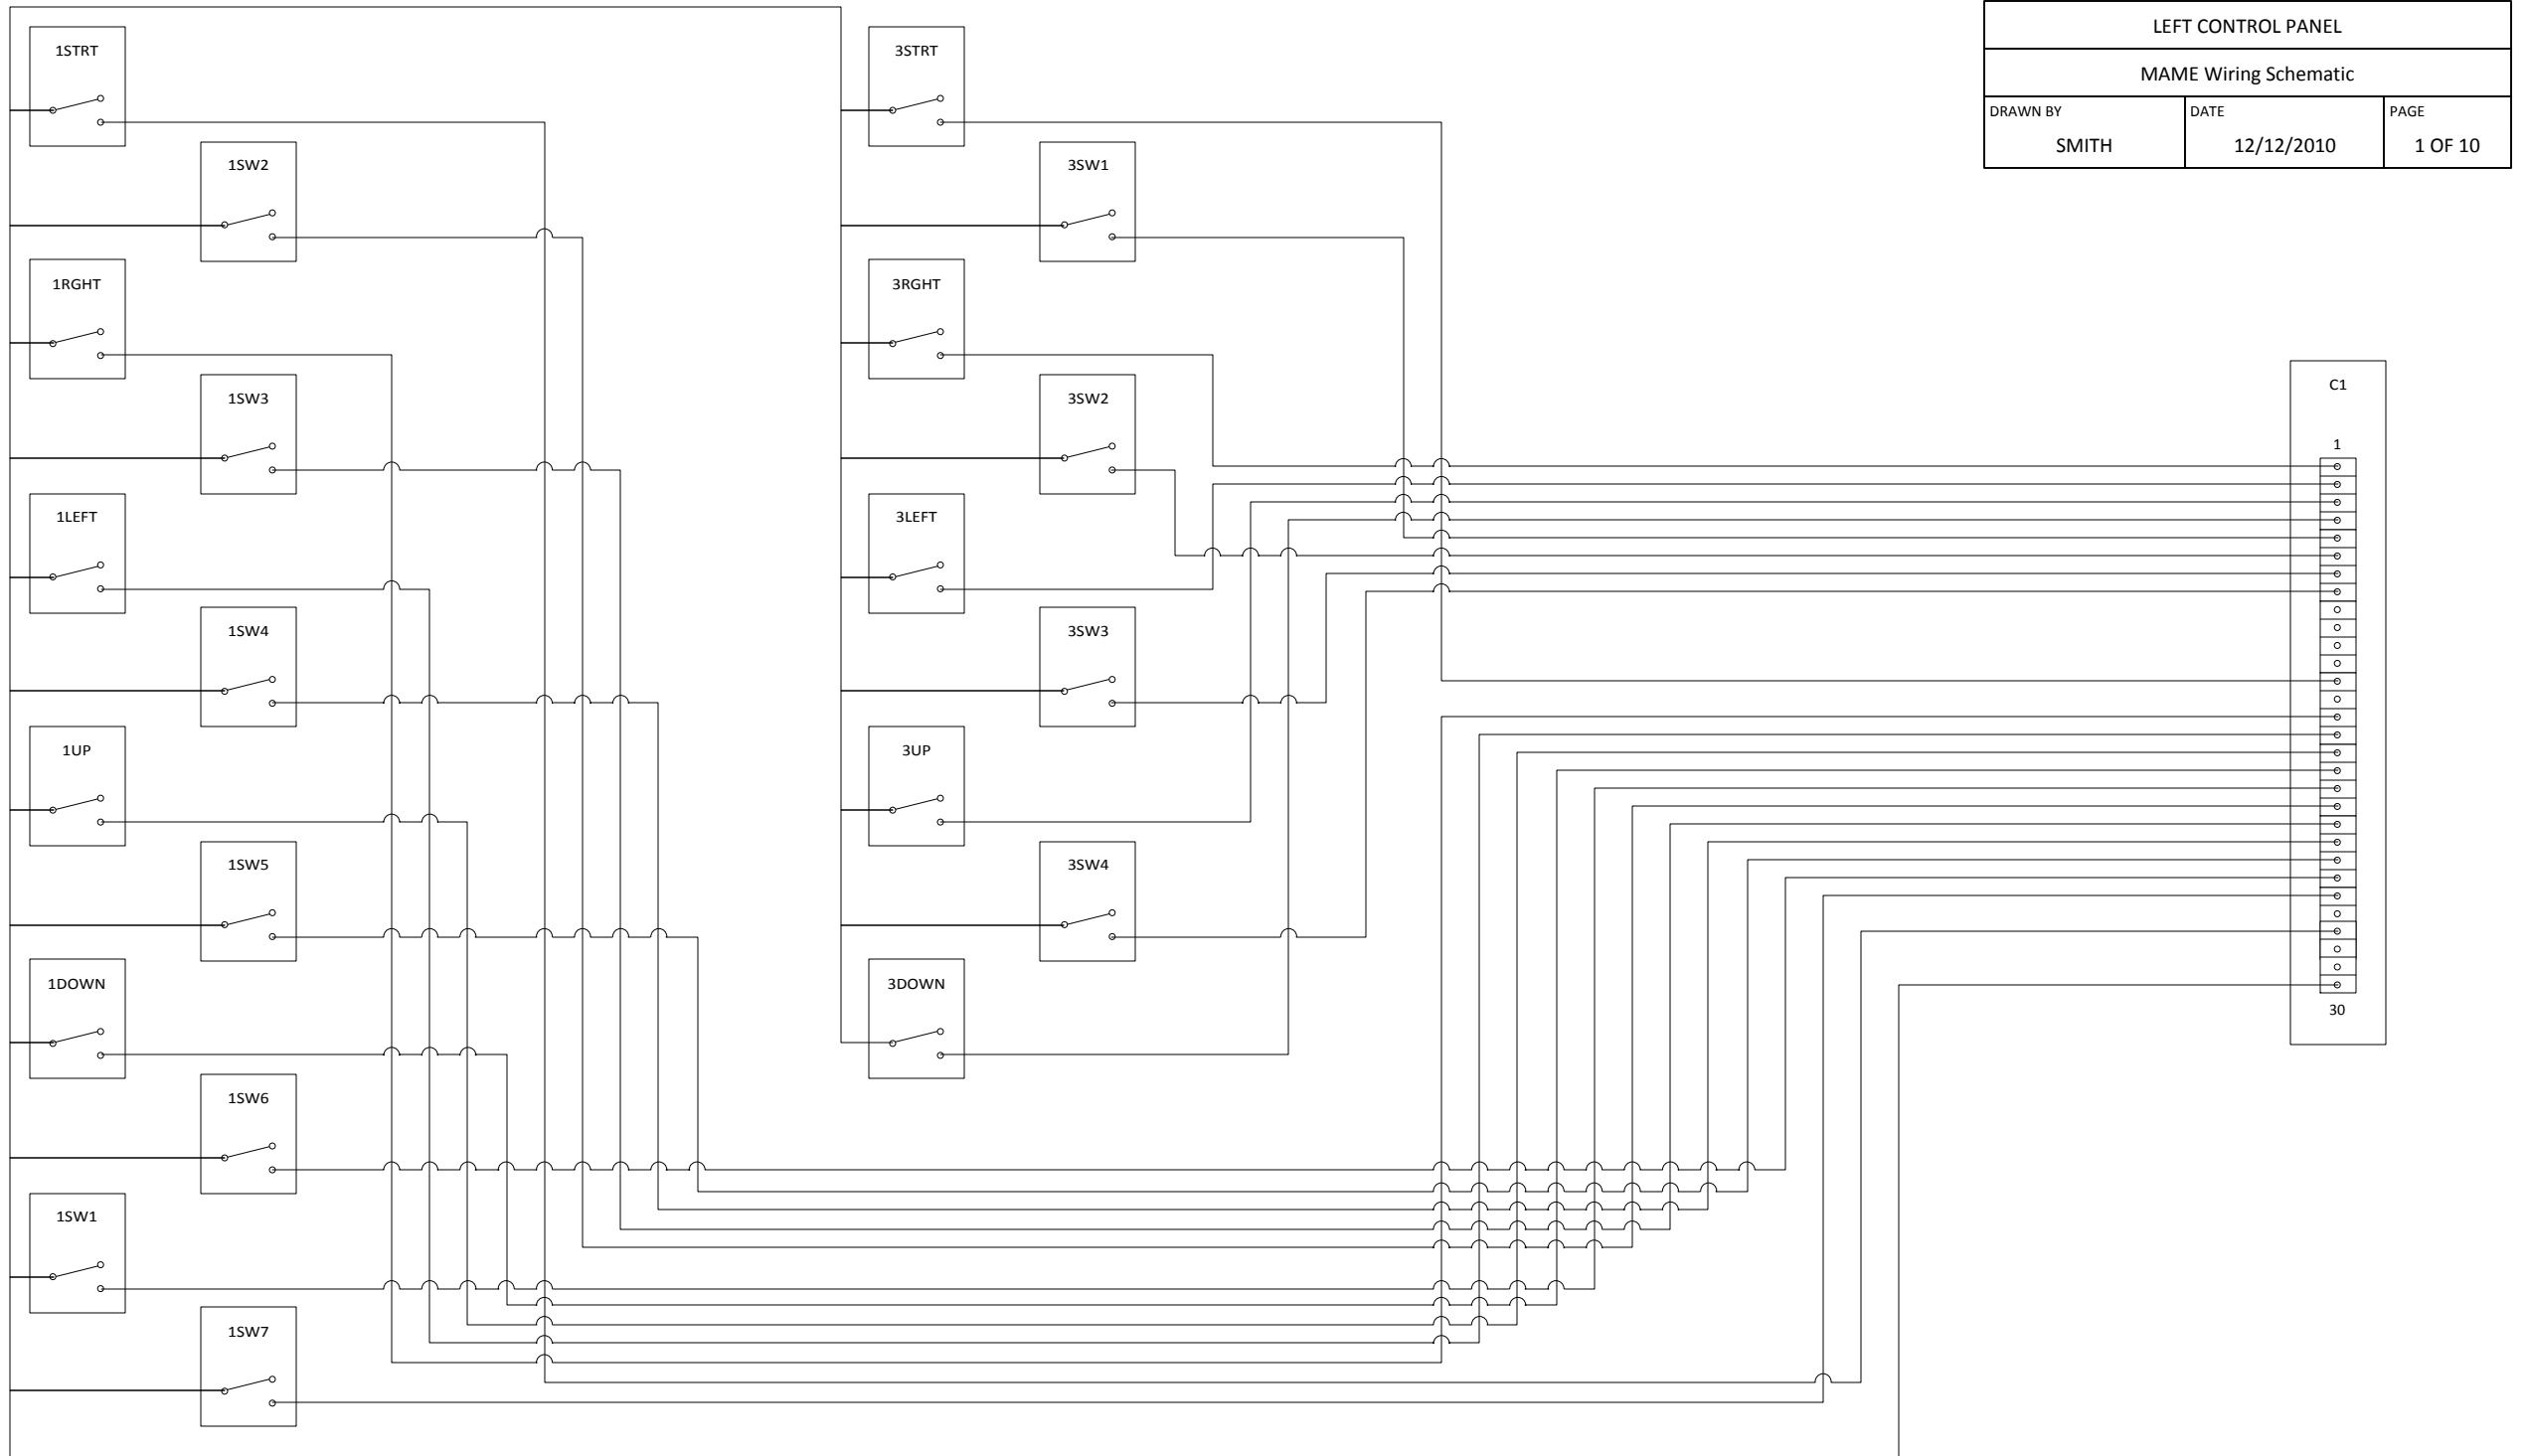 LEFT CONTROL PANEL
MAME Wiring Schematic
DRAWN BY
SMITH
DATE
12/12/2010
PAGE
1 OF 10
1STRT
1SW2
1RGHT
1SW3
1LEFT
1SW4
1UP
1SW5
1DOWN
1SW6
1SW1
1SW7
3STRT
3SW1
3RGHT
3SW2
3LEFT
3SW3
3UP
3SW4
3DOWN
C1
1
30